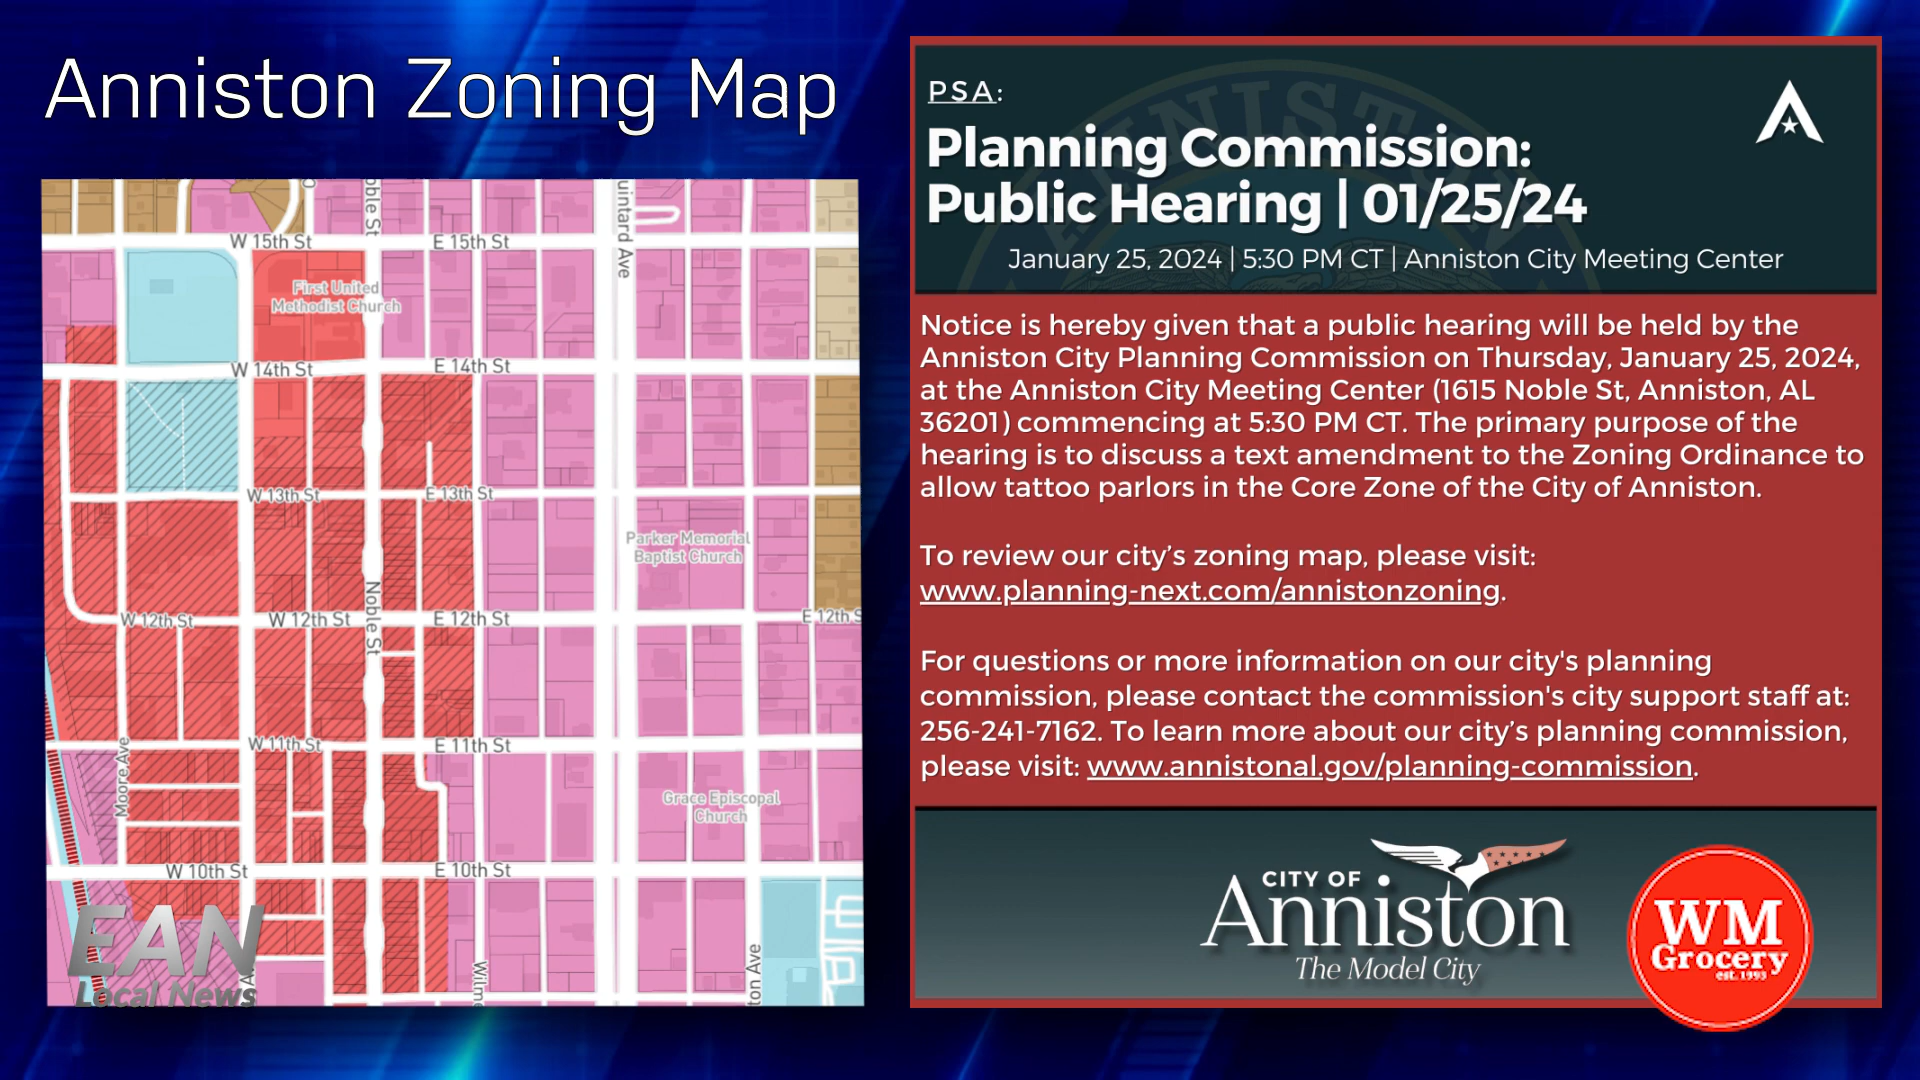 Anniston Zoning Map
oble St
uintard Ave
W 15th St
E 15th St
First United
Methodist Church
W 14th St
E 14th St
W 13th St
E 13th St
Parker Memorial
Baptist Church
Noble St
W 12th St
W 12th St
E 12th St
E 12th S
W 11th St
E 11th St
Moore Ave
Grace Episcopal
Church
W 10th St
E 10th St
Wilm
ton Ave
EAN
Local News
PSA:
Planning Commission:
Public Hearing | 01/25/24
January 25, 2024 | 5:30 PM CT | Anniston City Meeting Center
Notice is hereby given that a public hearing will be held by the
Anniston City Planning Commission on Thursday, January 25, 2024,
at the Anniston City Meeting Center (1615 Noble St, Anniston, AL
36201) commencing at 5:30 PM CT. The primary purpose of the
hearing is to discuss a text amendment to the Zoning Ordinance to
allow tattoo parlors in the Core Zone of the City of Anniston.
To review our city’s zoning map, please visit:
www.planning-next.com/annistonzoning.
For questions or more information on our city's planning
commission, please contact the commission's city support staff at:
256-241-7162. To learn more about our city’s planning commission,
please visit: www.annistonal.gov/planning-commission.
CITY OF
Anniston
The Model City
WM
Grocery
est. 1993